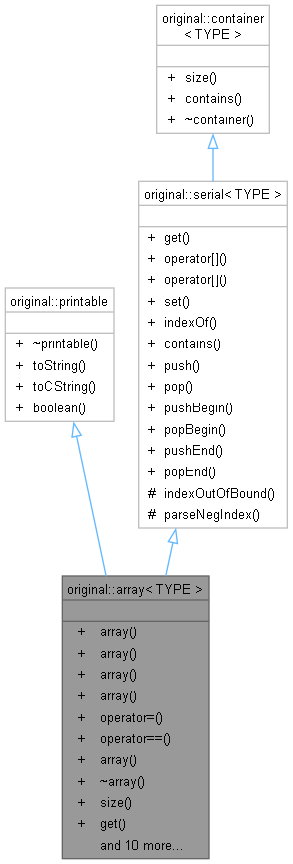 original::container
< TYPE >
+ size()
+ contains()
+ ~container()
original::serial< TYPE >
+ get()
+ operator[]()
+ operator[]()
+ set()
+ indexOf()
+ contains()
+ push()
+ pop()
+ pushBegin()
+ popBegin()
+ pushEnd()
+ popEnd()
# indexOutOfBound()
# parseNegIndex()
original::printable
+ ~printable()
+ toString()
+ toCString()
+ boolean()
original::array< TYPE >
+ array()
+ array()
+ array()
+ array()
+ operator=()
+ operator==()
+ array()
+ ~array()
+ size()
+ get()
and 10 more...